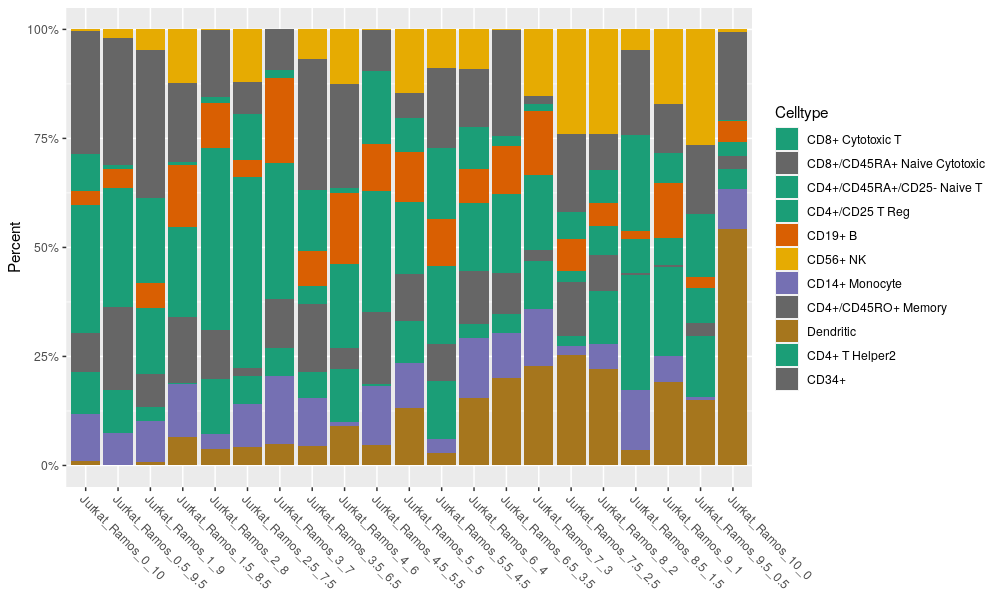 Percent
100%
75%
50%
25%
0%
Jurkat_Ramos_0_10
Jurkat_Ramos_0.5_9.5
Jurkat_Ramos_1_9
Jurkat_Ramos_1.5_8.5
Jurkat_Ramos_2_8
Jurkat_Ramos_2.5_7.5
Jurkat_Ramos_3_7
Jurkat_Ramos_3.5_6.5
Jurkat_Ramos_4_6
Jurkat_Ramos_4.5_5.5
Jurkat_Ramos_5_5
Jurkat_Ramos_5.5_4.5
Jurkat_Ramos_6_4
Jurkat_Ramos_6.5_3.5
Jurkat_Ramos_7_3
Jurkat_Ramos_7.5_2.5
Jurkat_Ramos_8_2
Jurkat_Ramos_8.5_1.5
Jurkat_Ramos_9_1
Jurkat_Ramos_9.5_0.5
Jurkat_Ramos_10_0
Celltype
CD8+ Cytotoxic T
CD8+/CD45RA+ Naive Cytotoxic
CD4+/CD45RA+/CD25- Naive T
CD4+/CD25 T Reg
CD19+ B
CD56+ NK
CD14+ Monocyte
CD4+/CD45RO+ Memory
Dendritic
CD4+ T Helper2
CD34+